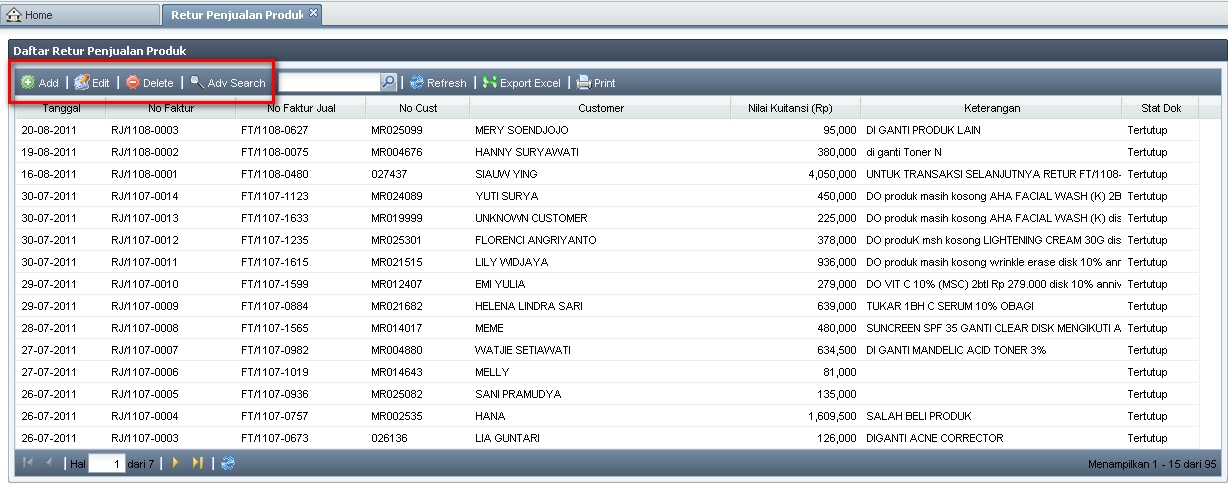 Home Retur Penjualan Produk
Daftar Retur Penjualan Produk
Add Edit Delete Adv Search Refresh Export Excel Print
Tanggal No Faktur No Faktur Jual No Cust Customer Nilai Kuitansi (Rp) Keterangan Stat Dok
20-08-2011 RJ/1108-0003 FT/1108-0627 MR025099 MERY SOENDJOJO 95,000 DI GANTI PRODUK LAIN Tertutup
19-08-2011 RJ/1108-0002 FT/1108-0075 MR004676 HANNY SURYAWATI 380,000 di ganti Toner N Tertutup
16-08-2011 RJ/1108-0001 FT/1108-0480 027437 SIAUW YING 4,050,000 UNTUK TRANSAKSI SELANJUTNYA RETUR FT/1108- Tertutup
30-07-2011 RJ/1107-0014 FT/1107-1123 MR024089 YUTI SURYA 450,000 DO produk masih kosong AHA FACIAL WASH (K) 2B Tertutup
30-07-2011 RJ/1107-0013 FT/1107-1633 MR019999 UNKNOWN CUSTOMER 225,000 DO produk masih kosong AHA FACIAL WASH (K) dis Tertutup
30-07-2011 RJ/1107-0012 FT/1107-1235 MR025301 FLORENCI ANGRIYANTO 378,000 DO produK msh kosong LIGHTENING CREAM 30G dis Tertutup
30-07-2011 RJ/1107-0011 FT/1107-1615 MR021515 LILY WIDJAYA 936,000 DO produk masih kosong wrinkle erase disk 10% anr Tertutup
29-07-2011 RJ/1107-0010 FT/1107-1599 MR012407 EMI YULIA 279,000 DO VIT C 10% (MSC) 2btl Rp 279.000 disk 10% anniv Tertutup
29-07-2011 RJ/1107-0009 FT/1107-0884 MR021682 HELENA LINDRA SARI 639,000 TUKAR 1BH C SERUM 10% OBAGI Tertutup
28-07-2011 RJ/1107-0008 FT/1107-1565 MR014017 MEME 480,000 SUNCREEN SPF 35 GANTI CLEAR DISK MENGIKUTI A Tertutup
27-07-2011 RJ/1107-0007 FT/1107-0982 MR004880 WATJIE SETIAWATI 634,500 DI GANTI MANDELIC ACID TONER 3% Tertutup
27-07-2011 RJ/1107-0006 FT/1107-1019 MR014643 MELLY 81,000 Tertutup
26-07-2011 RJ/1107-0005 FT/1107-0936 MR025082 SANI PRAMUDYA 135,000 Tertutup
26-07-2011 RJ/1107-0004 FT/1107-0757 MR002535 HANA 1,609,500 SALAH BELI PRODUK Tertutup
26-07-2011 RJ/1107-0003 FT/1107-0673 026136 LIA GUNTARI 126,000 DIGANTI ACNE CORRECTOR Tertutup
Hal 1 dari 7 Menampilkan 1 - 15 dari 95